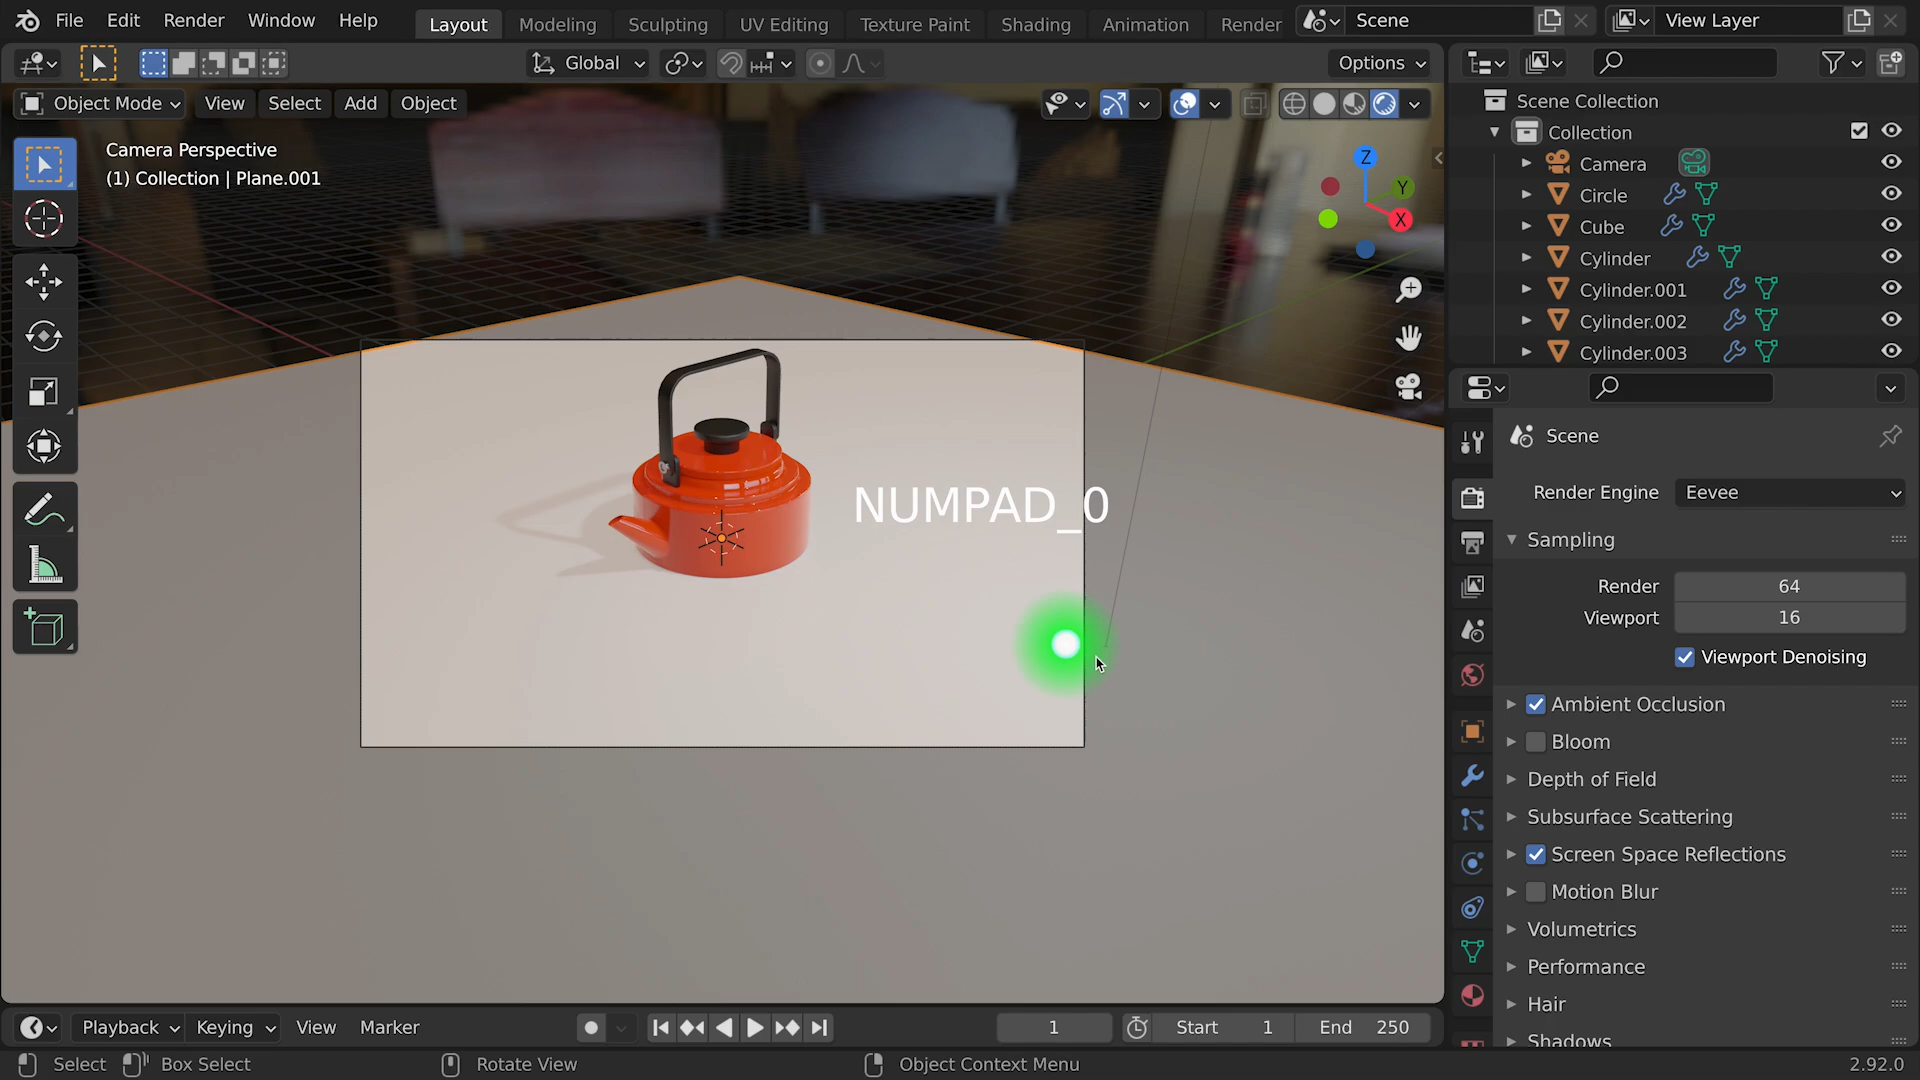 File Edit Render Window Help
Layout Modeling Sculpting UV Editing Texture Paint Shading Animation Render
Scene
View Layer
Global
Options
Object Mode View Select Add Object
Camera Perspective
(1) Collection | Plane.001
Z
Y
X
NUMPAD_0
Scene Collection
Collection
Camera
Circle
Cube
Cylinder
Cylinder.001
Cylinder.002
Cylinder.003
Scene
Render Engine Eevee
Sampling
Render 64
Viewport 16
Viewport Denoising
Ambient Occlusion
Bloom
Depth of Field
Subsurface Scattering
Screen Space Reflections
Motion Blur
Volumetrics
Performance
Hair
Shadows
Playback Keying View Marker
1
Start 1
End 250
Select
Box Select
Rotate View
Object Context Menu
2.92.0